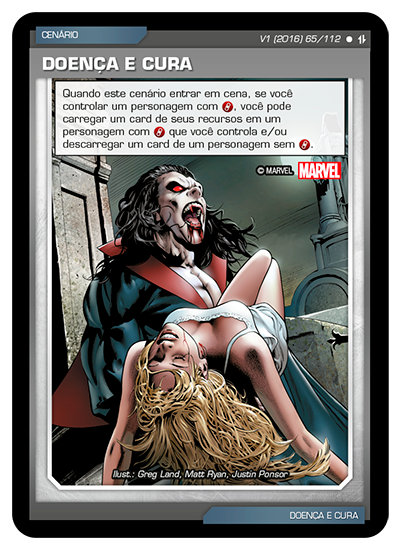 CENÁRIO
V1 (2016) 65/112
DOENÇA E CURA
Quando este cenário entrar em cena, se você
controlar um personagem com , você pode
carregar um card de seus recursos em um
personagem com  que você controla e/ou
descarregar um card de um personagem sem .
© MARVEL MARVEL
Ilust.: Greg Land, Matt Ryan, Justin Ponsor
DOENÇA E CURA